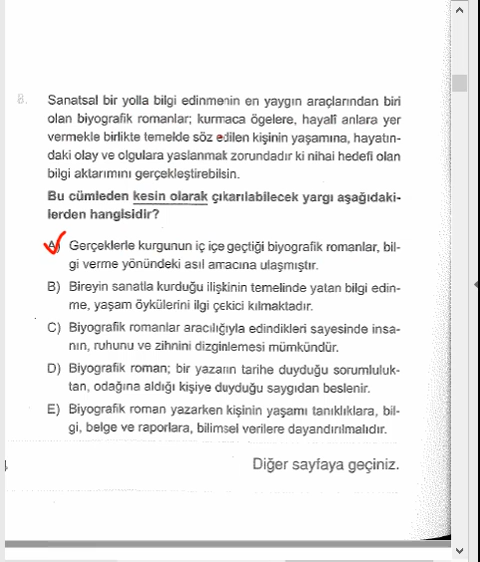 8. Sanatsal bir yolla bilgi edinmenin en yaygın araçlarından biri
olan biyografik romanlar; kurmaca ögelere, hayalî anlara yer
vermekle birlikte temelde söz edilen kişinin yaşamına, hayatın-
daki olay ve olgulara yaslanmak zorundadır ki nihai hedefi olan
bilgi aktarımını gerçekleştirebilsin.
Bu cümleden kesin olarak çıkarılabilecek yargı aşağıdaki-
lerden hangisidir?
A) Gerçeklerle kurgunun iç içe geçtiği biyografik romanlar, bil-
gi verme yönündeki asıl amacına ulaşmıştır.
B) Bireyin sanatla kurduğu ilişkinin temelinde yatan bilgi edin-
me, yaşam öykülerini ilgi çekici kılmaktadır.
C) Biyografik romanlar aracılığıyla edindikleri sayesinde insa-
nın, ruhunu ve zihnini dizginlemesi mümkündür.
D) Biyografik roman; bir yazarın tarihe duyduğu sorumluluk-
tan, odağına aldığı kişiye duyduğu saygıdan beslenir.
E) Biyografik roman yazarken kişinin yaşamı tanıklıklara, bil-
gi, belge ve raporlara, bilimsel verilere dayandırılmalıdır.
Diğer sayfaya geçiniz.